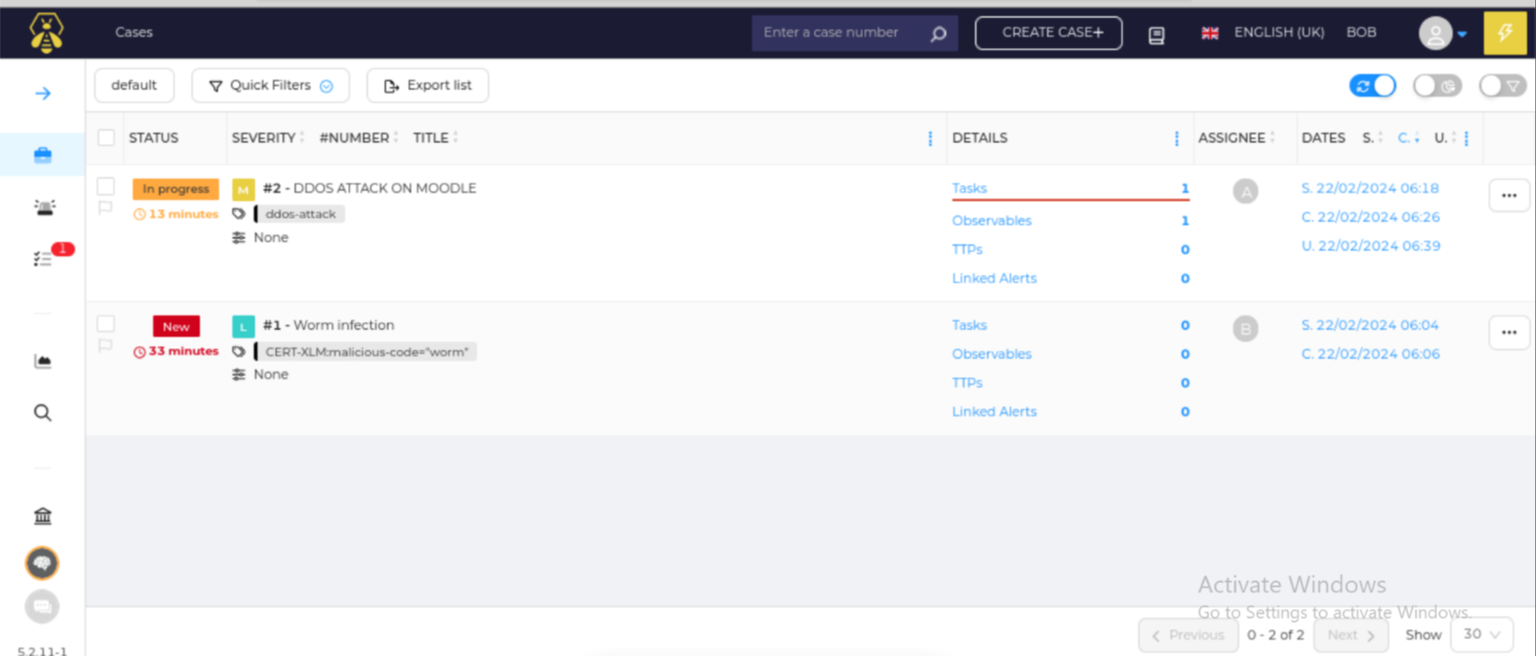 Cases
Enter a case number
CREATE CASE+
ENGLISH (UK)
BOB
default
Quick Filters
Export list
STATUS
SEVERITY
#NUMBER
TITLE
DETAILS
ASSIGNEE
DATES S. C. U.
In progress
13 minutes
M #2 - DDOS ATTACK ON MOODLE
ddos-attack
None
Tasks 1
Observables 1
TTPs 0
Linked Alerts 0
A
S. 22/02/2024 06:18
C. 22/02/2024 06:26
U. 22/02/2024 06:39
1
New
33 minutes
L #1 - Worm infection
CERT-XLM:malicious-code="worm"
None
Tasks 0
Observables 0
TTPs 0
Linked Alerts 0
B
S. 22/02/2024 06:04
C. 22/02/2024 06:06
Activate Windows
Go to Settings to activate Windows.
Previous
0 - 2 of 2
Next
Show
30
5.2.11-1